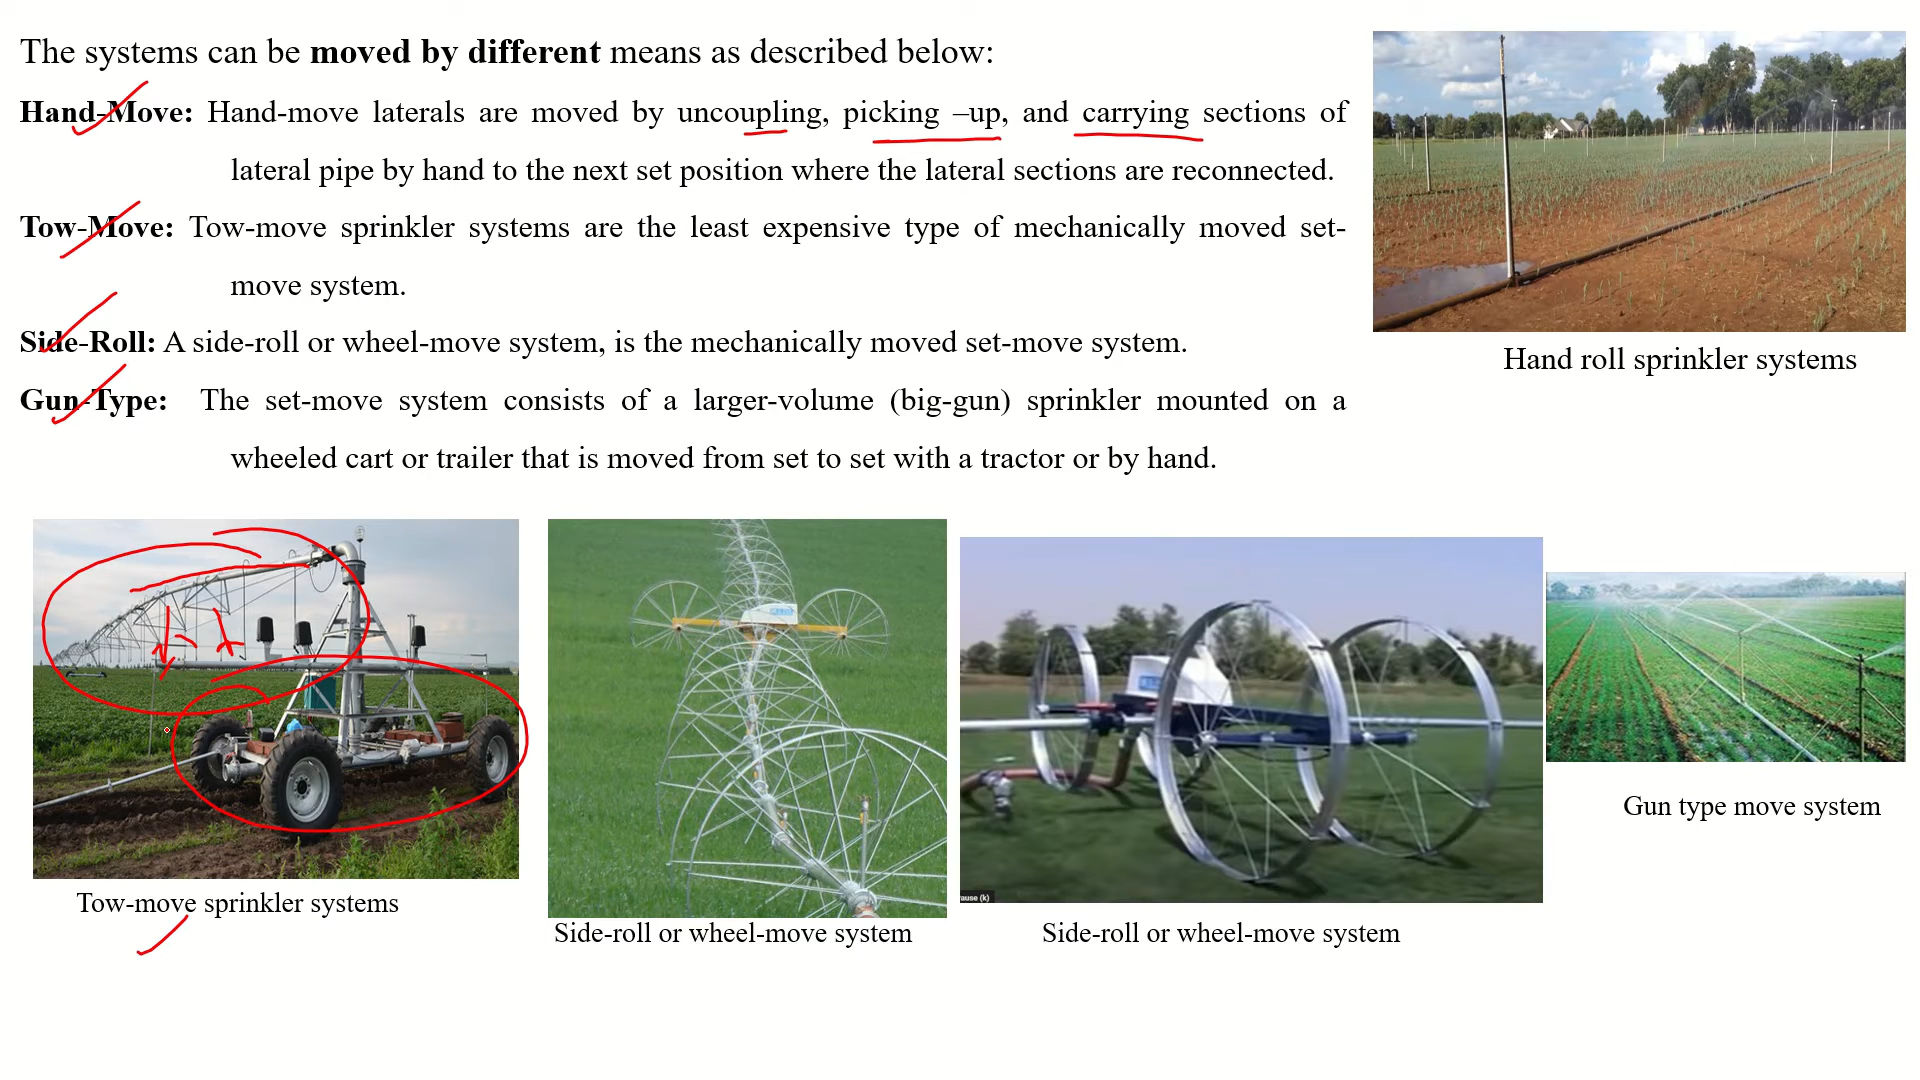 The systems can be moved by different means as described below:
Hand-Move: Hand-move laterals are moved by uncoupling, picking –up, and carrying sections of
lateral pipe by hand to the next set position where the lateral sections are reconnected.
Tow-Move: Tow-move sprinkler systems are the least expensive type of mechanically moved set-
move system.
Side-Roll: A side-roll or wheel-move system, is the mechanically moved set-move system.
Gun-Type: The set-move system consists of a larger-volume (big-gun) sprinkler mounted on a
wheeled cart or trailer that is moved from set to set with a tractor or by hand.
Hand roll sprinkler systems
Tow-move sprinkler systems
Side-roll or wheel-move system
ause (k)
Side-roll or wheel-move system
Gun type move system